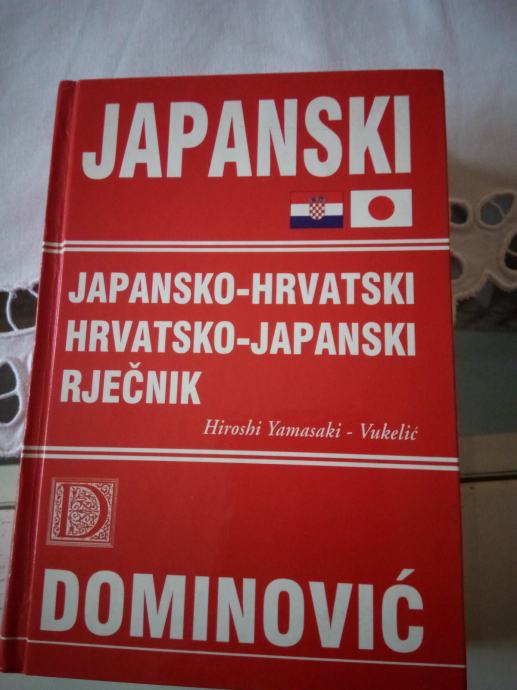 JAPANSKI
JAPANSKO-HRVATSKI
HRVATSKO-JAPANSKI
RJEČNIK
Hiroshi Yamasaki - Vukelić
D
DOMINOVIĆ